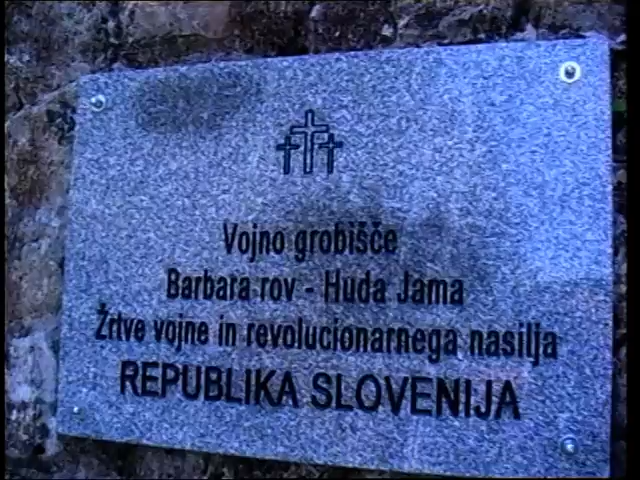 Vojno grobišče
Barbara rov - Huda Jama
Žrtve vojne in revolucionarnega nasilja
REPUBLIKA SLOVENIJA